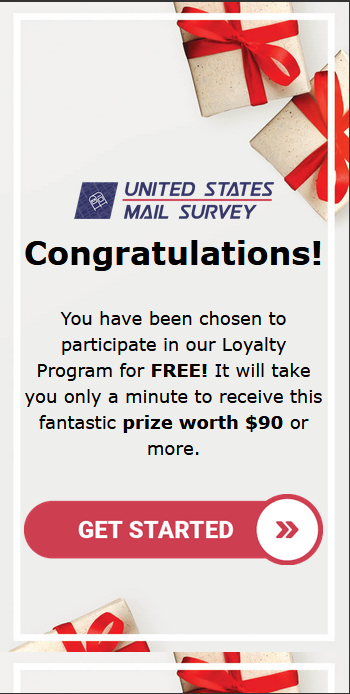 UNITED STATES
MAIL SURVEY
Congratulations!
You have been chosen to
participate in our Loyalty
Program for FREE! It will take
you only a minute to receive this
fantastic prize worth $90 or
more.
GET STARTED